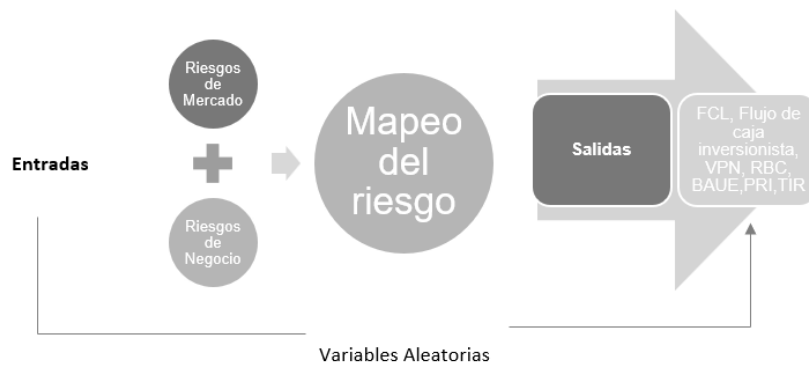 Entradas
Riesgos
de
Mercado
Riesgos
de
Negocio
Mapeo
del
riesgo
Salidas
FCL, Flujo de
caja
inversionista,
VPN, RBC,
BAUE,PRI,TIR
Variables Aleatorias